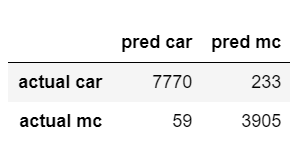 pred car pred mc
actual car 7770 233
actual mc 59 3905